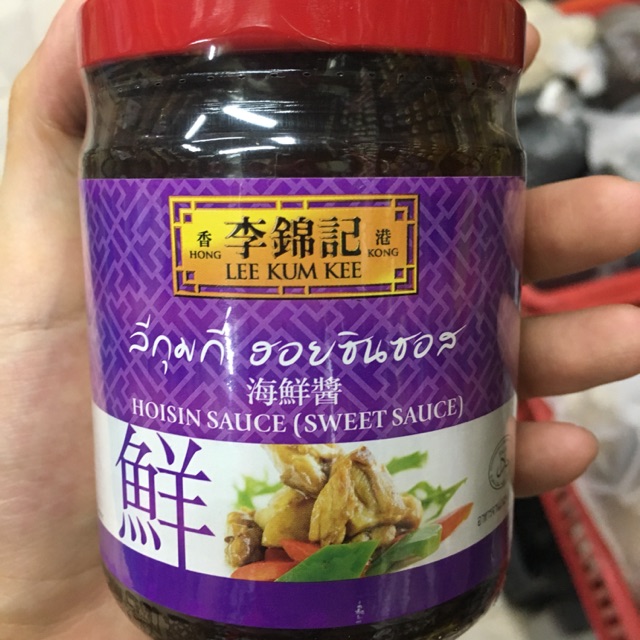 香 李錦記 港
HONG LEE KUM KEE KONG
ลีกุมกี ฮอยซินซอส
海鮮醬
HOISIN SAUCE (SWEET SAUCE)
鮮